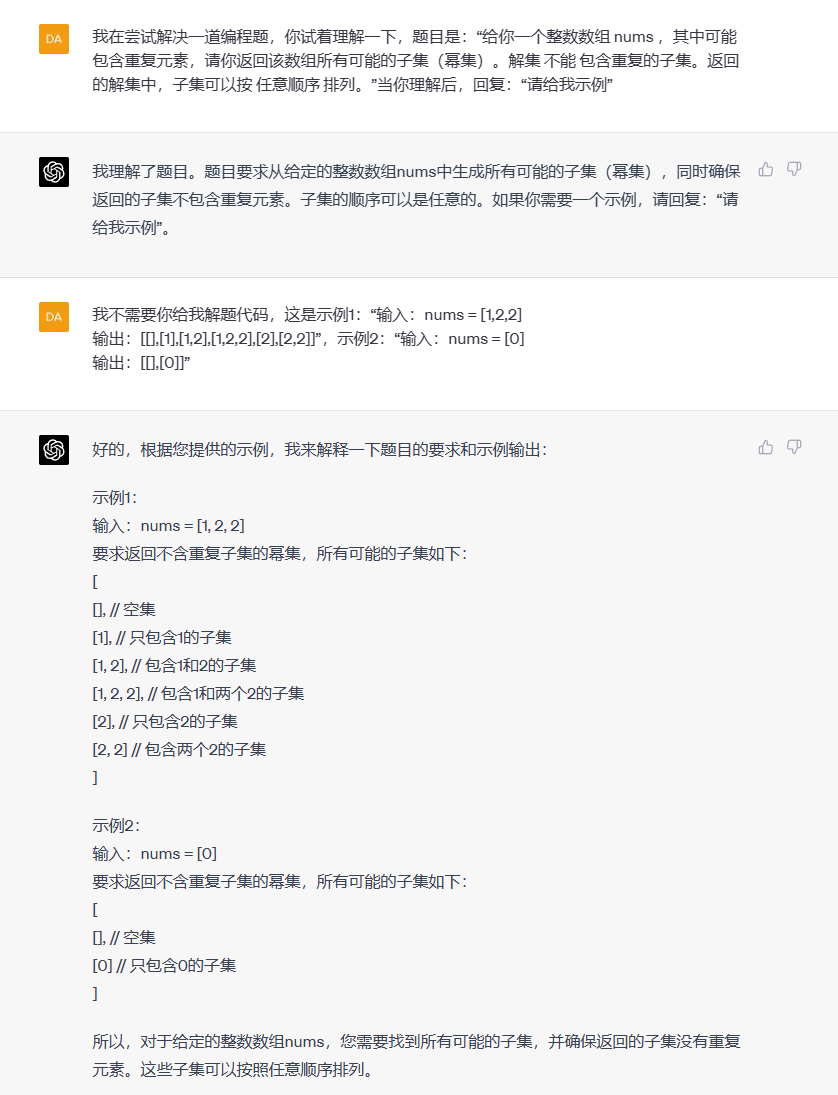 DA
我在尝试解决一道编程题，你试着理解一下，题目是：“给你一个整数数组 nums ，其中可能
包含重复元素，请你返回该数组所有可能的子集（幂集）。解集 不能 包含重复的子集。返回
的解集中，子集可以按 任意顺序 排列。”当你理解后，回复：“请给我示例”
我理解了题目。题目要求从给定的整数数组nums中生成所有可能的子集（幂集），同时确保
返回的子集不包含重复元素。子集的顺序可以是任意的。如果你需要一个示例，请回复：“请
给我示例”。
DA
我不需要你给我解题代码，这是示例1：“输入：nums = [1,2,2]
输出：[[],[1],[1,2],[1,2,2],[2],[2,2]]”，示例2：“输入：nums = [0]
输出：[[],[0]]”
好的，根据您提供的示例，我来解释一下题目的要求和示例输出：
示例1：
输入：nums = [1, 2, 2]
要求返回不含重复子集的幂集，所有可能的子集如下：
[
[], // 空集
[1], // 只包含1的子集
[1, 2], // 包含1和2的子集
[1, 2, 2], // 包含1和两个2的子集
[2], // 只包含2的子集
[2, 2] // 包含两个2的子集
]
示例2：
输入：nums = [0]
要求返回不含重复子集的幂集，所有可能的子集如下：
[
[], // 空集
[0] // 只包含0的子集
]
所以，对于给定的整数数组nums，您需要找到所有可能的子集，并确保返回的子集没有重复
元素。这些子集可以按照任意顺序排列。